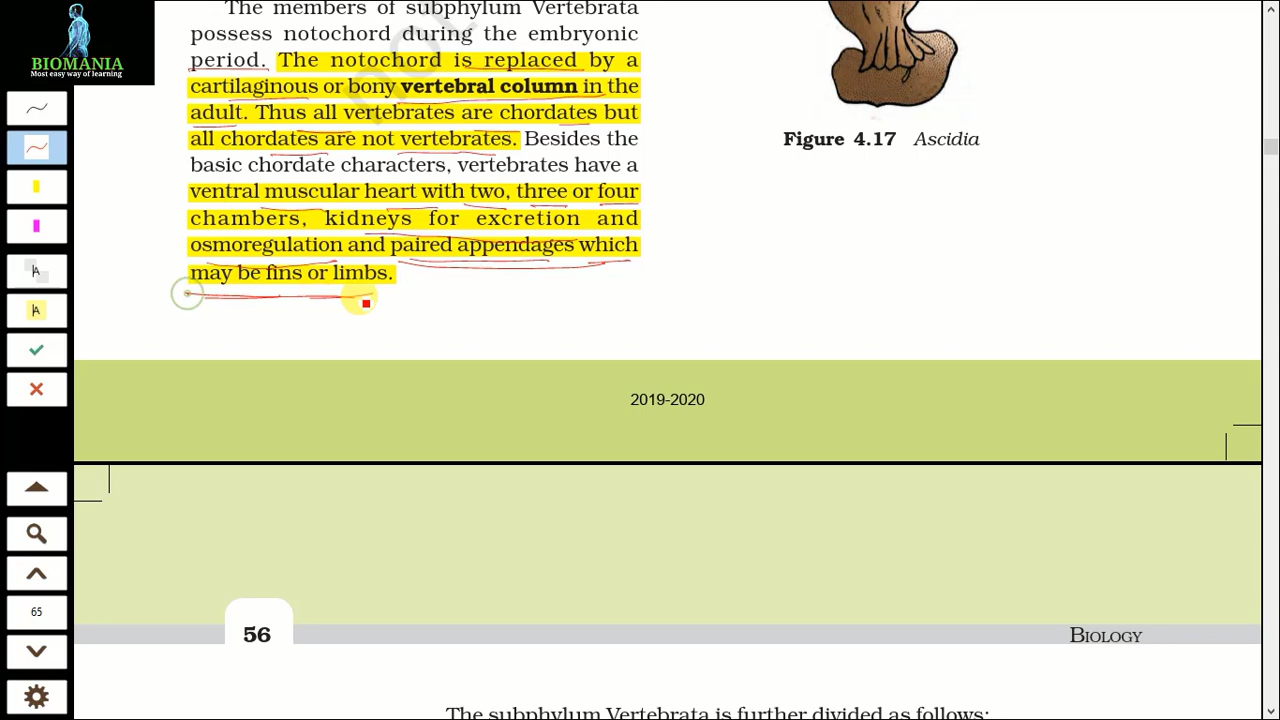 The members of subphylum Vertebrata
possess notochord during the embryonic
period. The notochord is replaced by a
cartilaginous or bony vertebral column in the
adult. Thus all vertebrates are chordates but
all chordates are not vertebrates. Besides the
basic chordate characters, vertebrates have a
ventral muscular heart with two, three or four
chambers, kidneys for excretion and
osmoregulation and paired appendages which
may be fins or limbs.
Figure 4.17 Ascidia
not
BIOMANIA
Most easy way of learning
A
A
65
2019-2020
56
BIOLOGY
The subphylum Vertebrata is further divided as follows: